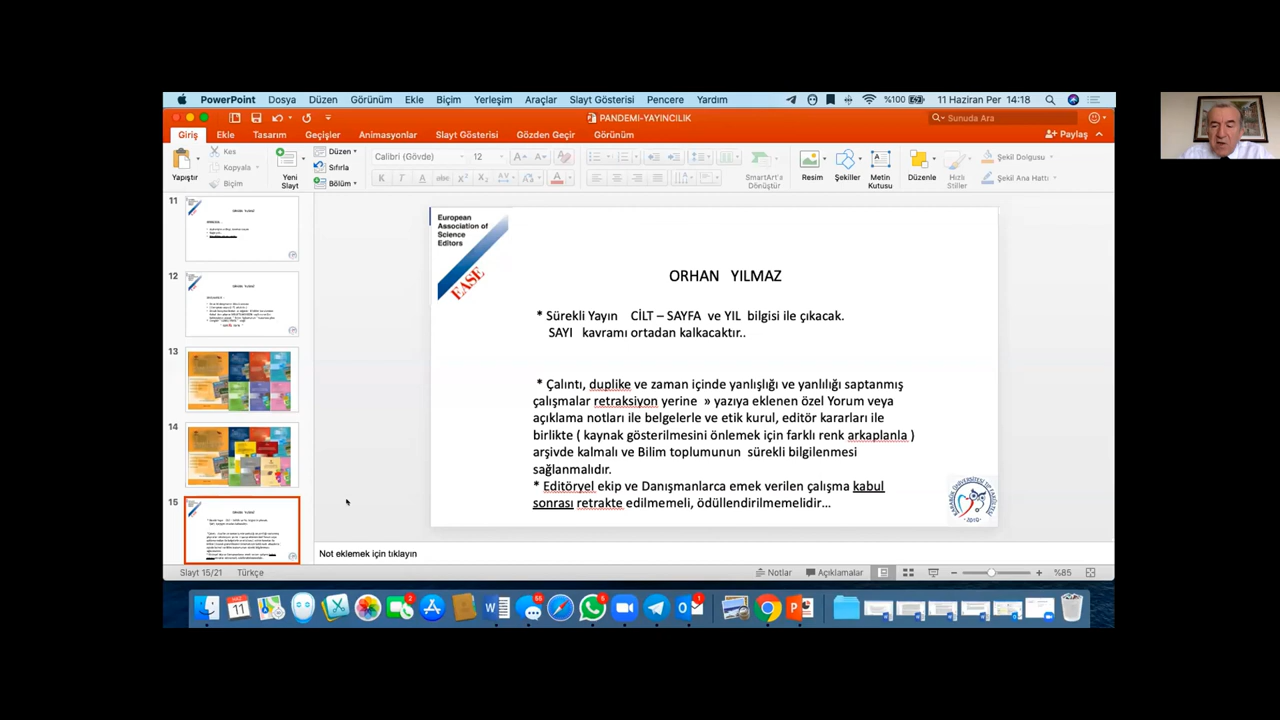 PowerPoint Dosya Düzen Görünüm Ekle Biçim Yerleşim Araçlar Slayt Gösterisi Pencere Yardım %100 11 Haziran Per 14:18
PANDEMI-YAYINCILIK
Sunuda Ara
Giriş Ekle Tasarım Geçişler Animasyonlar Slayt Gösterisi Gözden Geçir Görünüm Paylaş
Yapıştır
Kes
Kopyala
Biçim
Yeni Slayt
Düzen
Sıfırla
Bölüm
Calibri (Gövde) 12
SmartArt'a Dönüştür
Resim
Şekiller
Metin Kutusu
Düzenle
Hızlı Stiller
Şekil Dolgusu
Şekil Ana Hattı
11
12
13
14
15
European
Association of
Science
Editors
EASE
ORHAN YILMAZ
* Sürekli Yayın CİLT – SAYFA ve YIL bilgisi ile çıkacak.
SAYI kavramı ortadan kalkacaktır..
* Çalıntı, duplike ve zaman içinde yanlışlığı ve yanlılığı saptanmış
çalışmalar retraksiyon yerine » yazıya eklenen özel Yorum veya
açıklama notları ile belgelerle ve etik kurul, editör kararları ile
birlikte ( kaynak gösterilmesini önlemek için farklı renk arkaplanla )
arşivde kalmalı ve Bilim toplumunun sürekli bilgilenmesi
sağlanmalıdır.
* Editöryel ekip ve Danışmanlarca emek verilen çalışma kabul
sonrası retrakte edilmemeli, ödüllendirilmemelidir...
Not eklemek için tıklayın
Slayt 15/21 Türkçe Notlar Açıklamalar %85